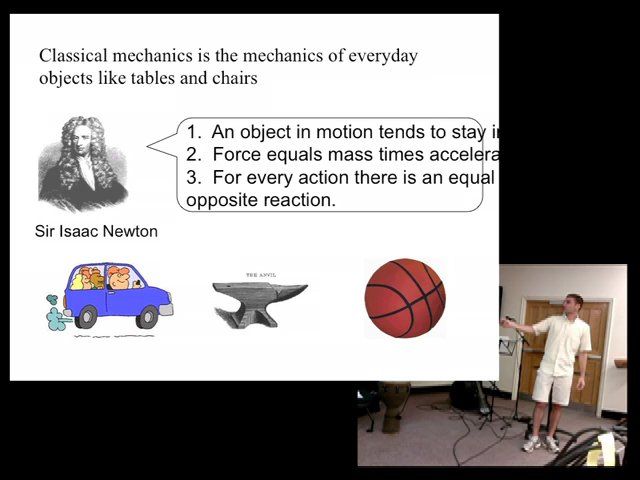 Classical mechanics is the mechanics of everyday
objects like tables and chairs
1. An object in motion tends to stay
2. Force equals mass times
3. For every action there is an equal
opposite reaction.
Sir Isaac Newton
THE ANVIL